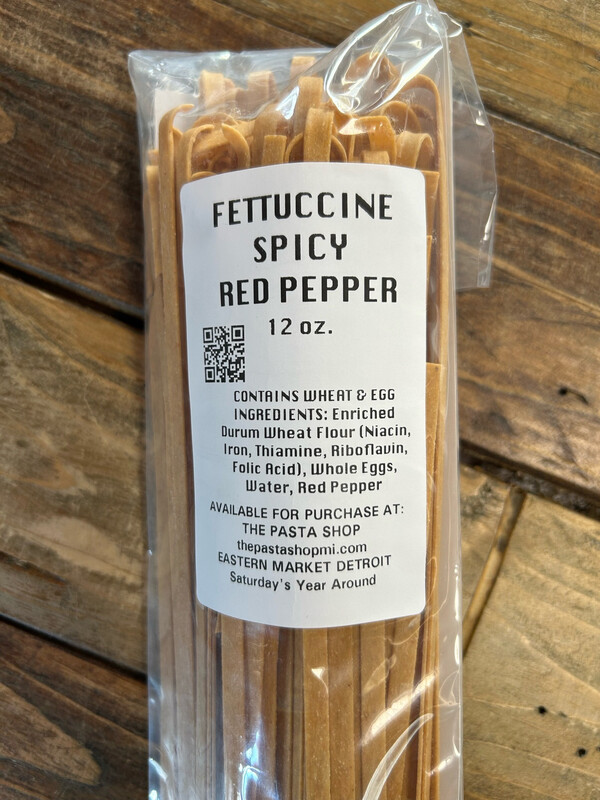 FETTUCCINE
SPICY
RED PEPPER
12 oz.
CONTAINS WHEAT & EGG
INGREDIENTS: Enriched
Durum Wheat Flour (Niacin,
Iron, Thiamine, Riboflavin,
Folic Acid), Whole Eggs,
Water, Red Pepper
AVAILABLE FOR PURCHASE AT:
THE PASTA SHOP
thepastashopmi.com
EASTERN MARKET DETROIT
Saturday's Year Around